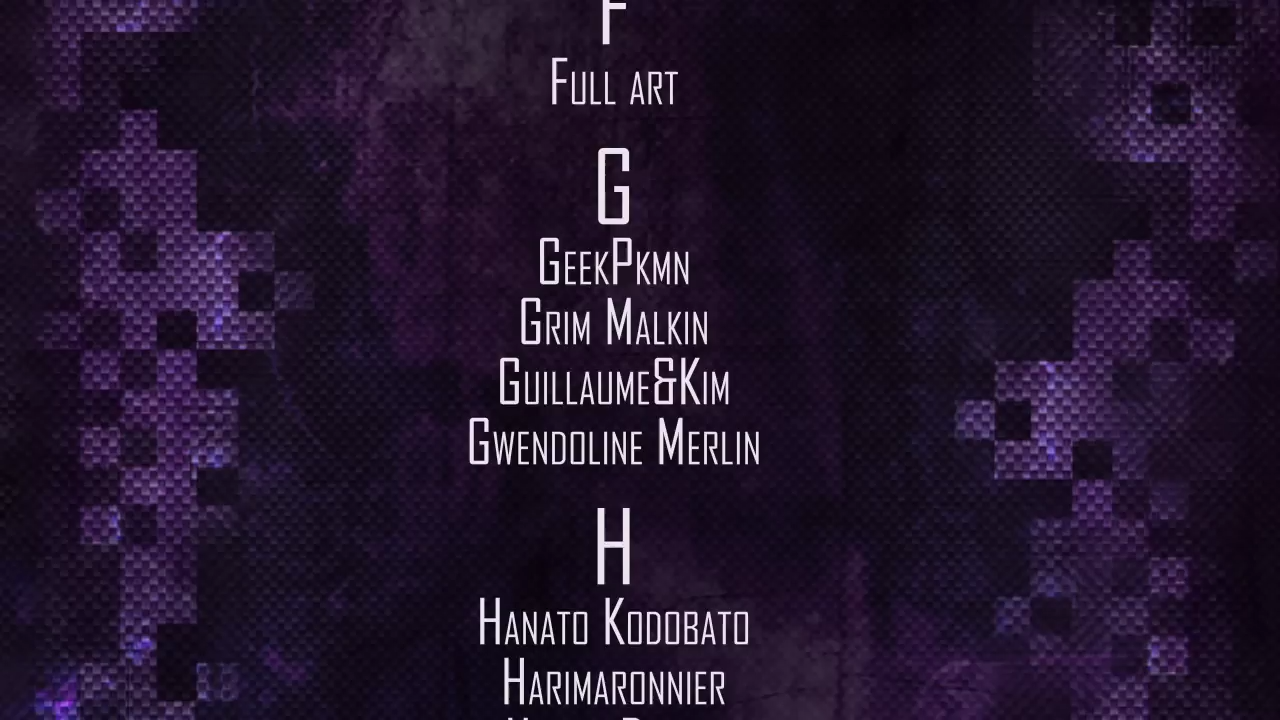 F
Full art
G
GeekPkmn
Grim Malkin
Guillaume&Kim
Gwendoline Merlin
H
Hanato Kodobato
Harimaronnier